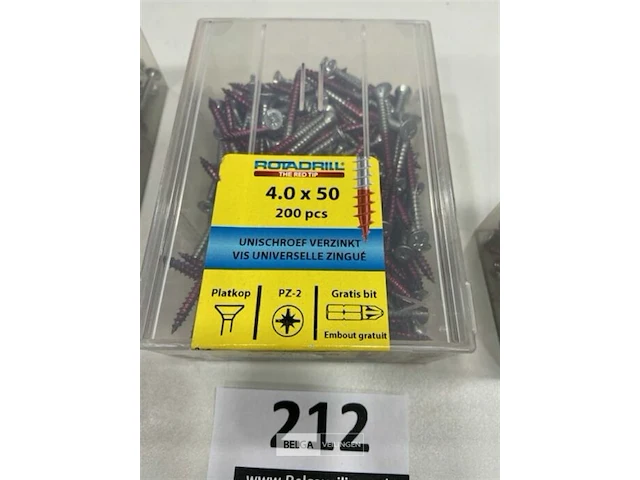 ROTADRILL
THE RED TIP
4.0 x 50
200 pcs
UNISCHROEF VERZINKT
VIS UNIVERSELLE ZINGUÉ
Platkop
PZ-2
Gratis bit
Embout gratuit
212
BELGA VEILINGEN